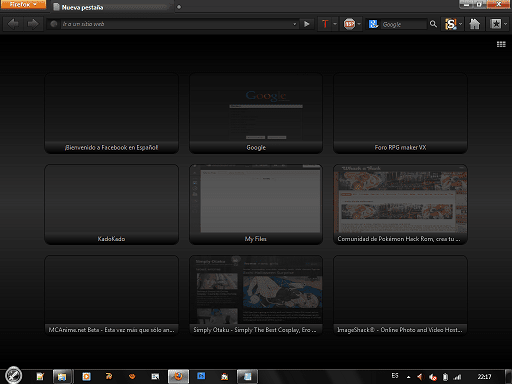 Firefox
Nueva pestaña
Ir a un sitio web
Google
¡Bienvenido a Facebook en Español!
Google
Foro RPG maker VX
KadoKado
My Files
Comunidad de Pokémon Hack Rom, crea tu ...
MCAnime.net Beta - Esta vez más que sólo an...
Simply Otaku - Simply The Best Cosplay, Ero ...
ImageShack® - Online Photo and Video Host...
ES
22:17